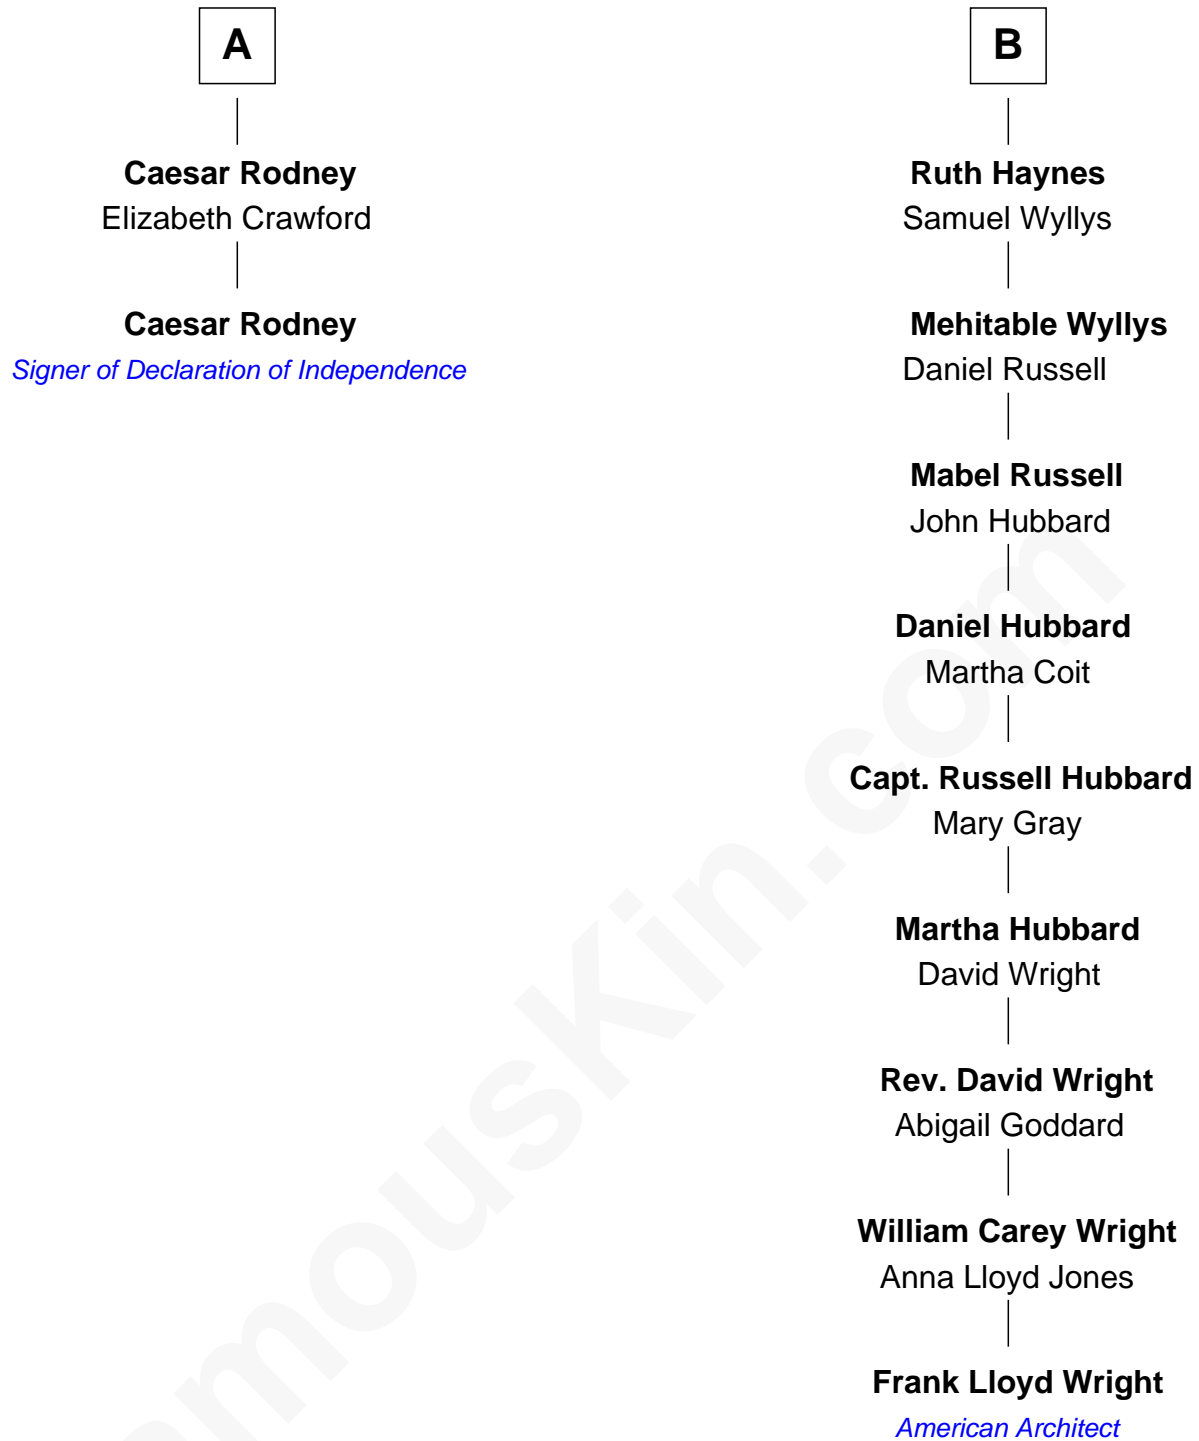 A
Caesar Rodney
Elizabeth Crawford
Caesar Rodney
Signer of Declaration of Independence
B
Ruth Haynes
Samuel Wyllys
Mehitable Wyllys
Daniel Russell
Mabel Russell
John Hubbard
Daniel Hubbard
Martha Coit
Capt. Russell Hubbard
Mary Gray
Martha Hubbard
David Wright
Rev. David Wright
Abigail Goddard
William Carey Wright
Anna Lloyd Jones
Frank Lloyd Wright
American Architect
amousKin.com